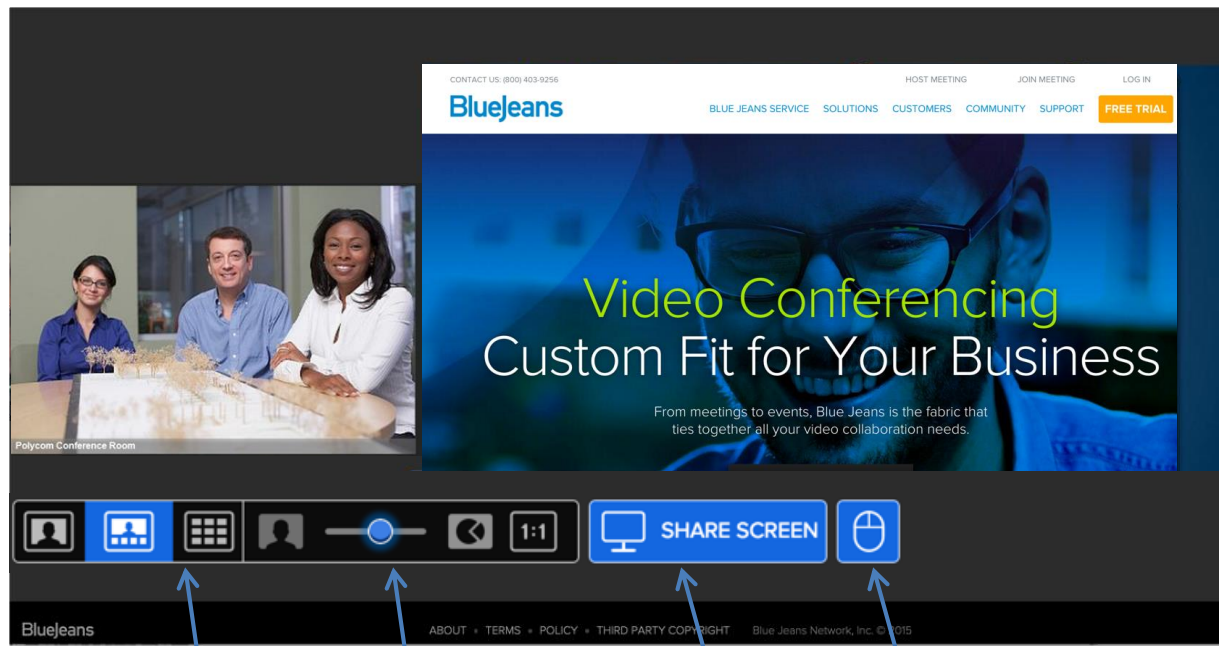 CONTACT US: (800) 403-9256
HOST MEETING JOIN MEETING LOG IN
BlueJeans
BLUE JEANS SERVICE SOLUTIONS CUSTOMERS COMMUNITY SUPPORT FREE TRIAL
Video Conferencing
Custom Fit for Your Business
From meetings to events, Blue Jeans is the fabric that
ties together all your video collaboration needs.
Polycom Conference Room
1:1 SHARE SCREEN
BlueJeans ABOUT • TERMS • POLICY • THIRD PARTY COPYRIGHT Blue Jeans Network, Inc. © 2015